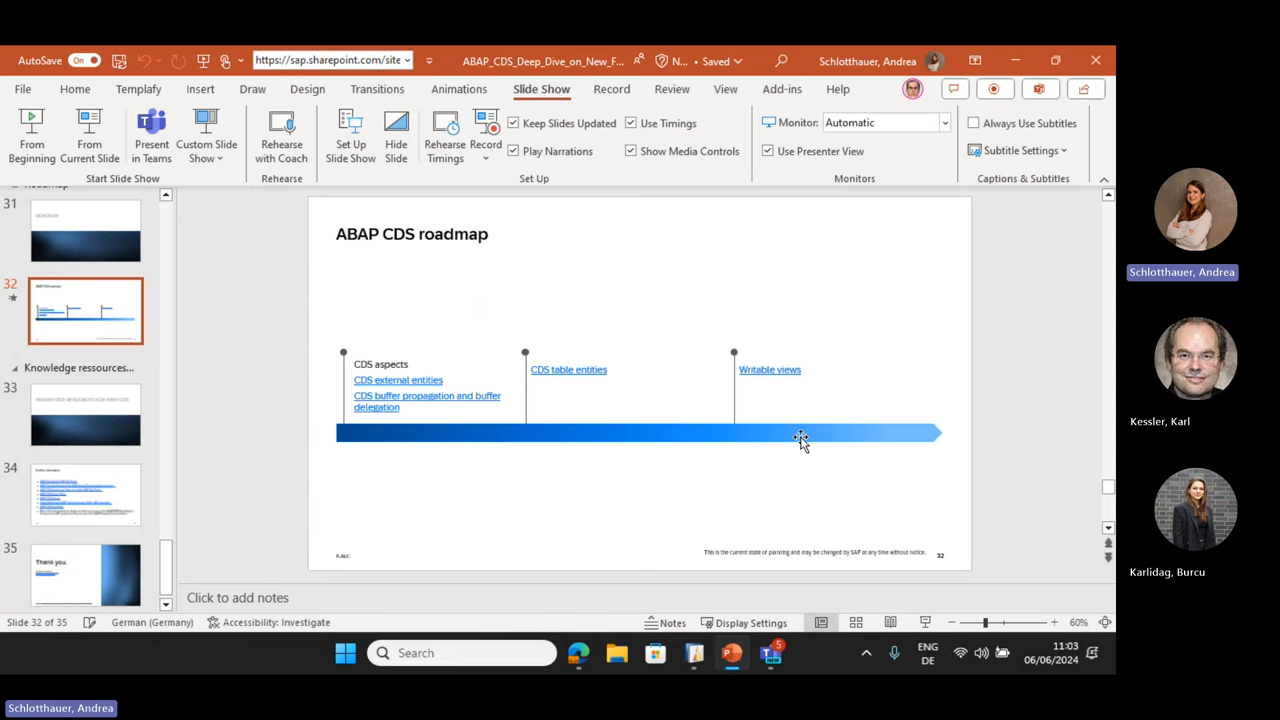 AutoSave
On
https://sap.sharepoint.com/site
ABAP_CDS_Deep_Dive_on_New_F...
N...
Saved
Schlotthauer, Andrea
File
Home
Templafy
Insert
Draw
Design
Transitions
Animations
Slide Show
Record
Review
View
Add-ins
Help
From
Beginning
From
Current Slide
Present
in Teams
Custom Slide
Show
Rehearse
with Coach
Set Up
Slide Show
Hide
Slide
Rehearse
Timings
Record
Keep Slides Updated
Use Timings
Play Narrations
Show Media Controls
Monitor:
Automatic
Use Presenter View
Always Use Subtitles
Subtitle Settings
Start Slide Show
Rehearse
Set Up
Monitors
Captions & Subtitles
31
32
Knowledge ressources...
33
34
35
Thank you.
ABAP CDS roadmap
CDS aspects
CDS external entities
CDS buffer propagation and buffer
delegation
CDS table entities
Writable views
PUBLIC
This is the current state of planning and may be changed by SAP at any time without notice.
32
Click to add notes
Slide 32 of 35
German (Germany)
Accessibility: Investigate
Notes
Display Settings
60%
Search
NEW
5
ENG
DE
11:03
06/06/2024
Schlotthauer, Andrea
Kessler, Karl
Karlidag, Burcu
Schlotthauer, Andrea